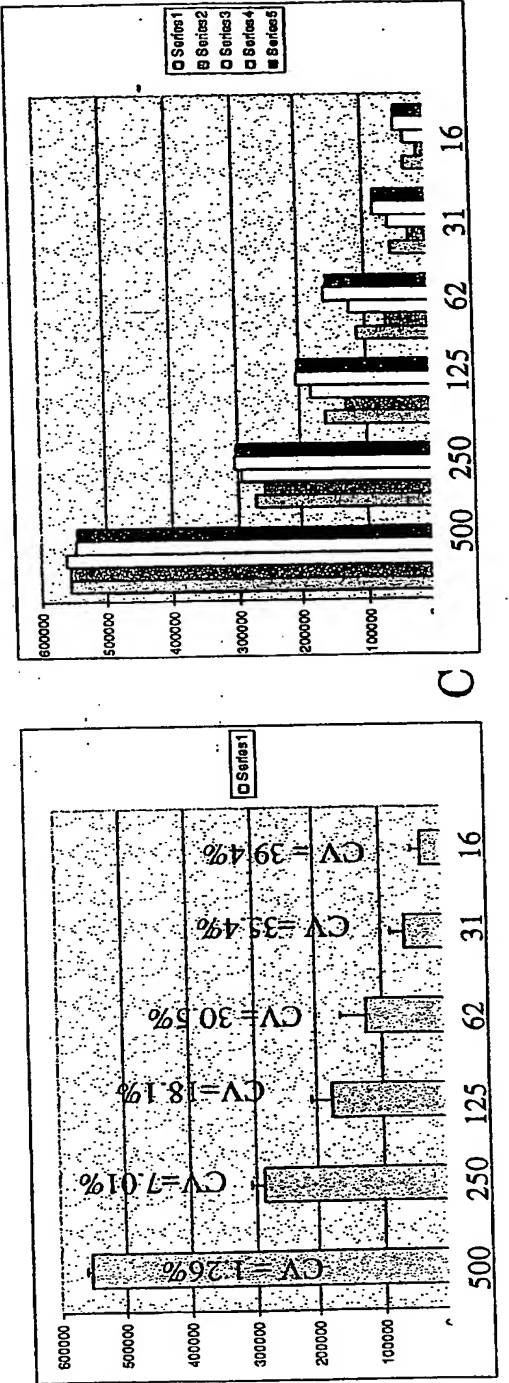 600000
500000
400000
300000
200000
100000
CV = 1.26%
CV=7.01%
CV=18.1%
CV= 30.5%
CV =35.4%
CV = 39.4%
500
250
125
62
31
16
Series1
C
600000
500000
400000
300000
200000
100000
500
250
125
62
31
16
Series1
Series2
Series3
Series4
Series5